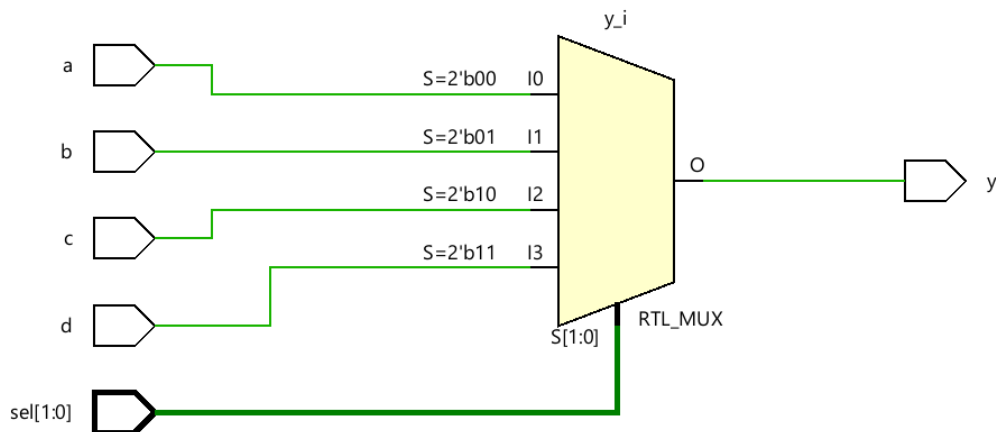 y_i
a
S=2'b00 I0
b
S=2'b01 I1
O
y
c
S=2'b10 I2
S=2'b11 I3
d
S[1:0]
RTL_MUX
sel[1:0]